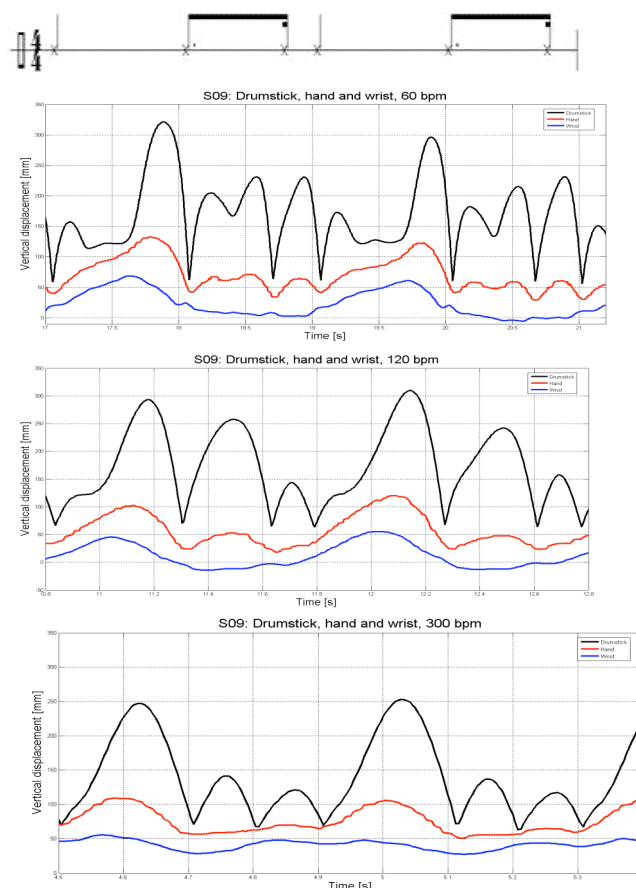 4
4
S09: Drumstick, hand and wrist, 60 bpm
Drumstick
Hand
Wrist
Vertical displacement [mm]
350
300
250
200
150
100
50
0
17 17.5 18 18.5 19 19.5 20 20.5 21
Time [s]
S09: Drumstick, hand and wrist, 120 bpm
Drumstick
Hand
Wrist
Vertical displacement [mm]
350
300
250
200
150
100
50
0
-50
10.8 11 11.2 11.4 11.6 11.8 12 12.2 12.4 12.6 12.8
Time [s]
S09: Drumstick, hand and wrist, 300 bpm
Drumstick
Hand
Wrist
Vertical displacement [mm]
350
300
250
200
150
100
50
0
4.5 4.6 4.7 4.8 4.9 5 5.1 5.2 5.3
Time [s]